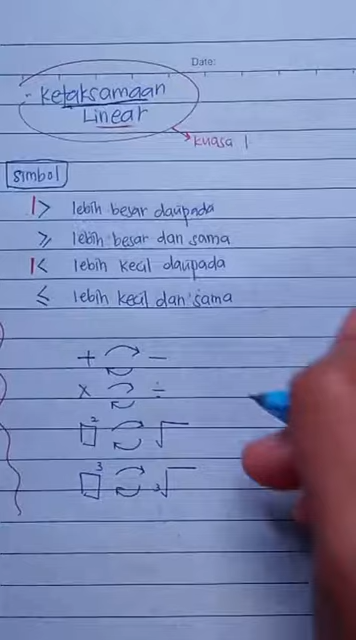 Date:
Ketaksamaan
Linear
kuasa 1
simbol
> lebih besar daripada
≥ lebih besar dan sama
< lebih kecil daripada
≤ lebih kecil dan sama
+ −
× ÷
□² √
□³ ³√